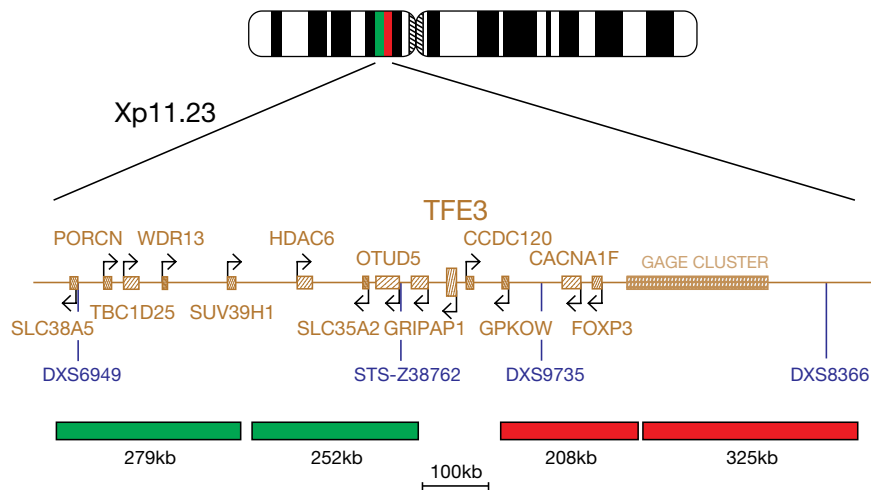 Xp11.23
TFE3
PORCN WDR13 HDAC6 CCDC120
OTUD5 CACNA1F GAGE CLUSTER
TBC1D25 SUV39H1
SLC38A5 SLC35A2 GRIPAP1 GPKOW FOXP3
DXS6949 STS-Z38762 DXS9735 DXS8366
279kb 252kb 208kb 325kb
100kb